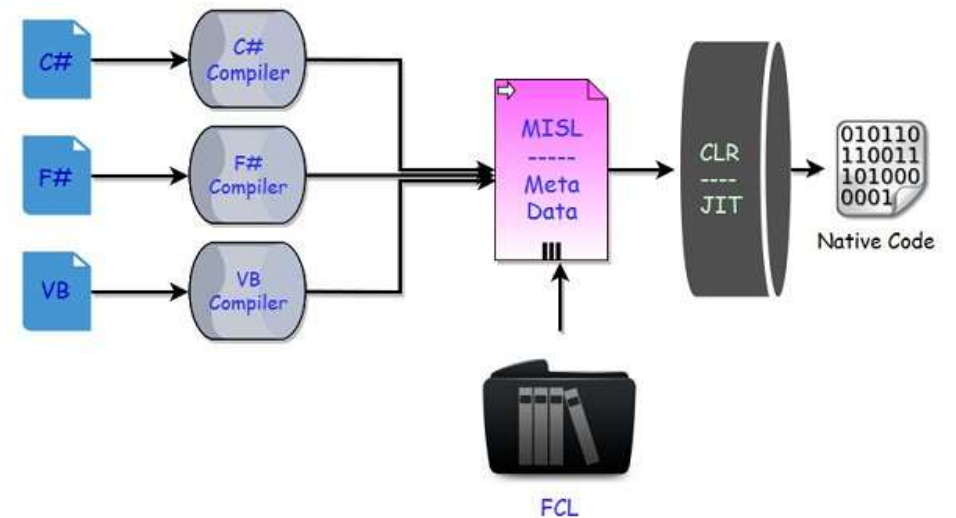 C#
C#
Compiler
F#
F#
Compiler
VB
VB
Compiler
MISL
-----
Meta
Data
CLR
----
JIT
010110
110011
101000
0001
Native Code
FCL